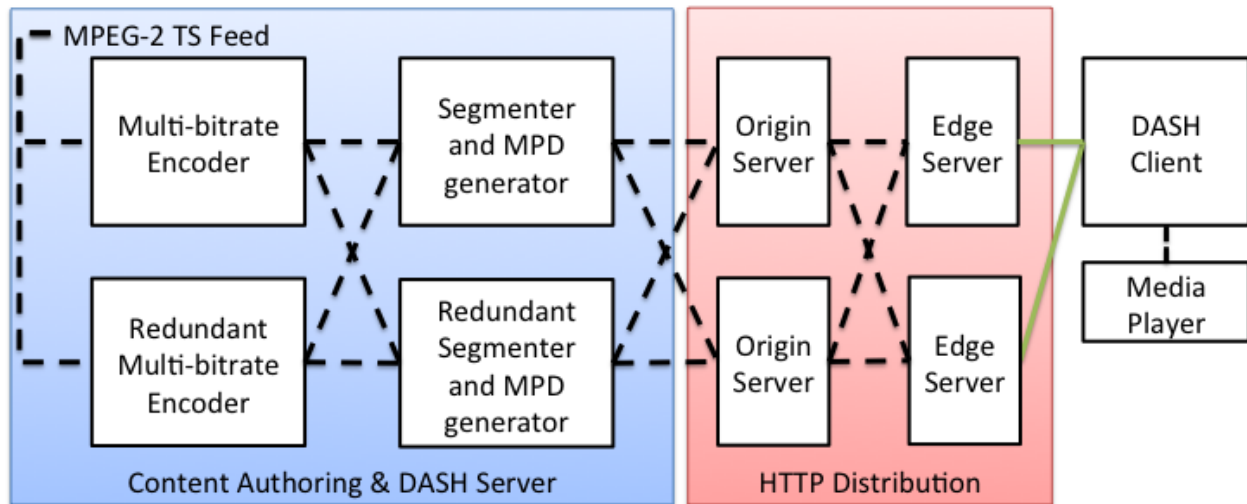 MPEG-2 TS Feed
Multi-bitrate
Encoder
Segmenter
and MPD
generator
Origin
Server
Edge
Server
DASH
Client
Redundant
Multi-bitrate
Encoder
Redundant
Segmenter
and MPD
generator
Origin
Server
Edge
Server
Media
Player
Content Authoring & DASH Server
HTTP Distribution